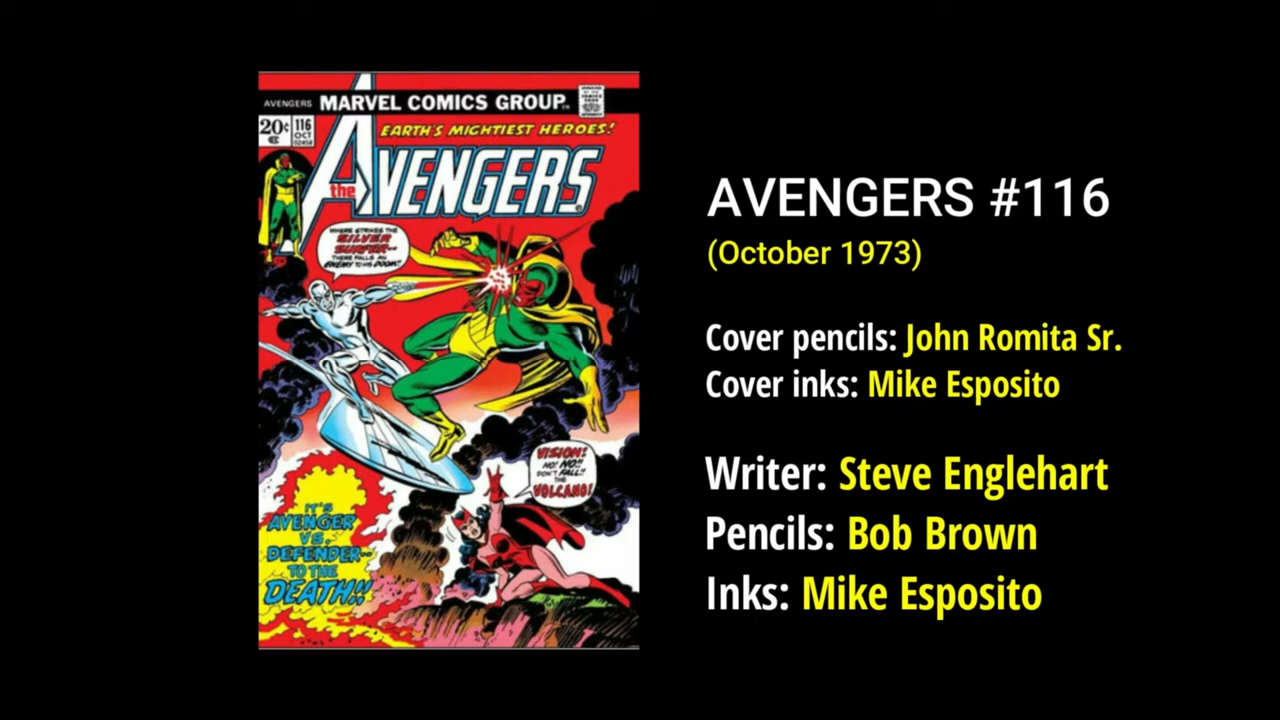 AVENGERS MARVEL COMICS GROUP
20¢ 116
OCT
02458
EARTH'S MIGHTIEST HEROES!
the AVENGERS
WHERE STRIKES THE
SILVER
SURFER--
THERE FALLS AN
ENEMY TO HIS DOOM!
VISION!
NO! NO!!
DON'T FALL!!
THE
VOLCANO!
IT'S
AVENGER
VS.
DEFENDER--
TO THE
DEATH!!
AVENGERS #116
(October 1973)
Cover pencils: John Romita Sr.
Cover inks: Mike Esposito
Writer: Steve Englehart
Pencils: Bob Brown
Inks: Mike Esposito